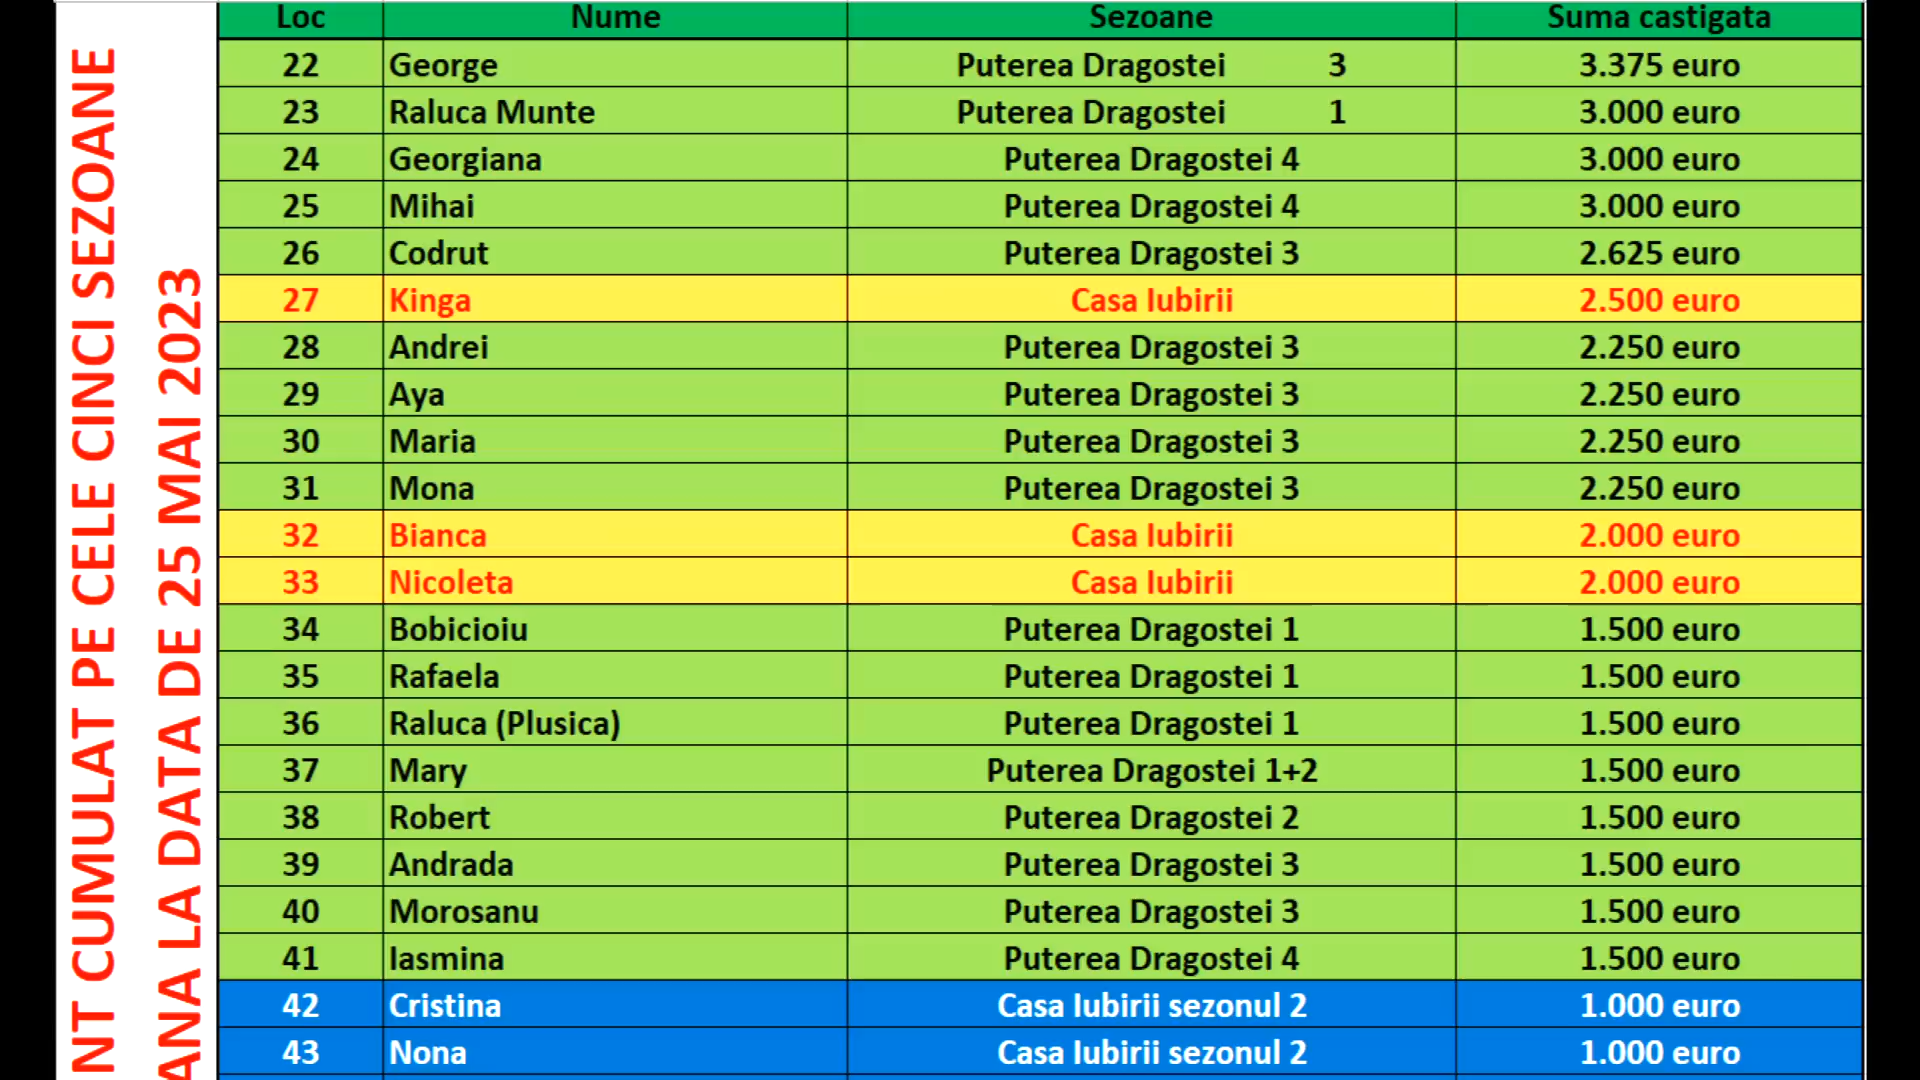 NT CUMULAT PE CELE CINCI SEZOANE
ANA LA DATA DE 25 MAI 2023
Loc Nume Sezoane Suma castigata
22 George Puterea Dragostei 3 3.375 euro
23 Raluca Munte Puterea Dragostei 1 3.000 euro
24 Georgiana Puterea Dragostei 4 3.000 euro
25 Mihai Puterea Dragostei 4 3.000 euro
26 Codrut Puterea Dragostei 3 2.625 euro
27 Kinga Casa Iubirii 2.500 euro
28 Andrei Puterea Dragostei 3 2.250 euro
29 Aya Puterea Dragostei 3 2.250 euro
30 Maria Puterea Dragostei 3 2.250 euro
31 Mona Puterea Dragostei 3 2.250 euro
32 Bianca Casa Iubirii 2.000 euro
33 Nicoleta Casa Iubirii 2.000 euro
34 Bobicioiu Puterea Dragostei 1 1.500 euro
35 Rafaela Puterea Dragostei 1 1.500 euro
36 Raluca (Plusica) Puterea Dragostei 1 1.500 euro
37 Mary Puterea Dragostei 1+2 1.500 euro
38 Robert Puterea Dragostei 2 1.500 euro
39 Andrada Puterea Dragostei 3 1.500 euro
40 Morosanu Puterea Dragostei 3 1.500 euro
41 Iasmina Puterea Dragostei 4 1.500 euro
42 Cristina Casa Iubirii sezonul 2 1.000 euro
43 Nona Casa Iubirii sezonul 2 1.000 euro